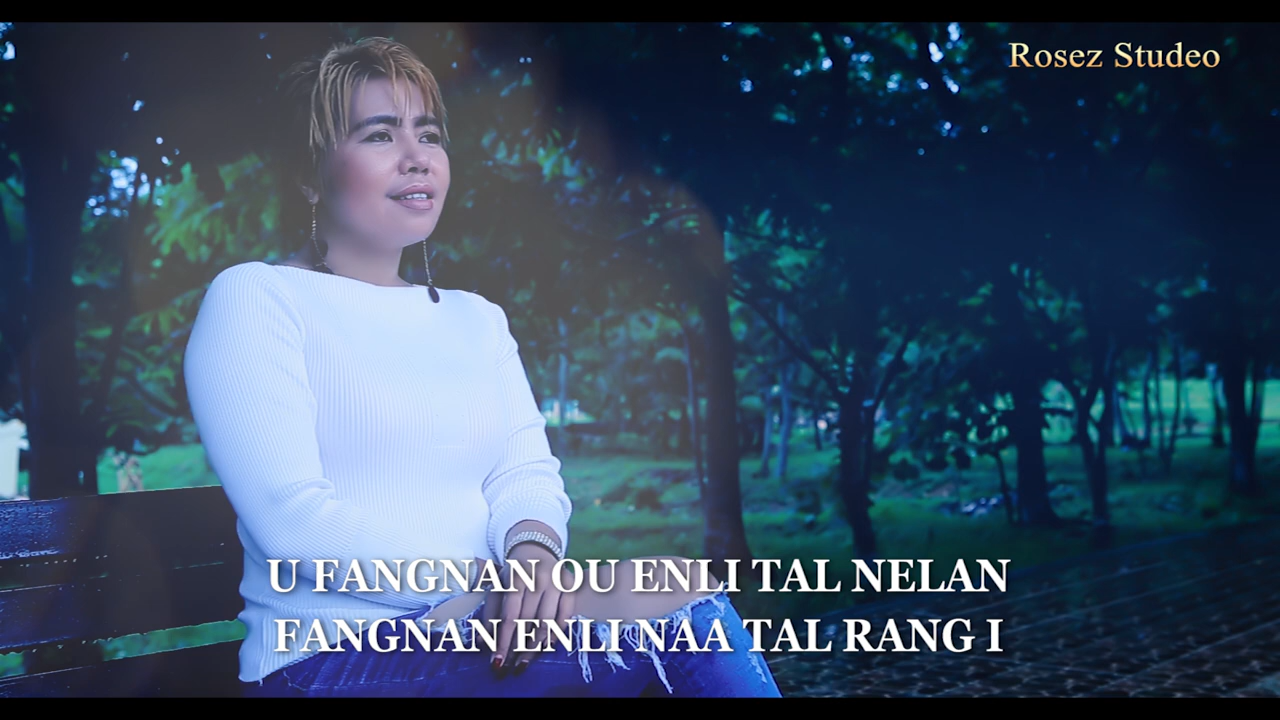 Rosez Studeo
U FANGNAN OU ENLI TAL NELAN
FANGNAN ENLI NAA TAL RANG I